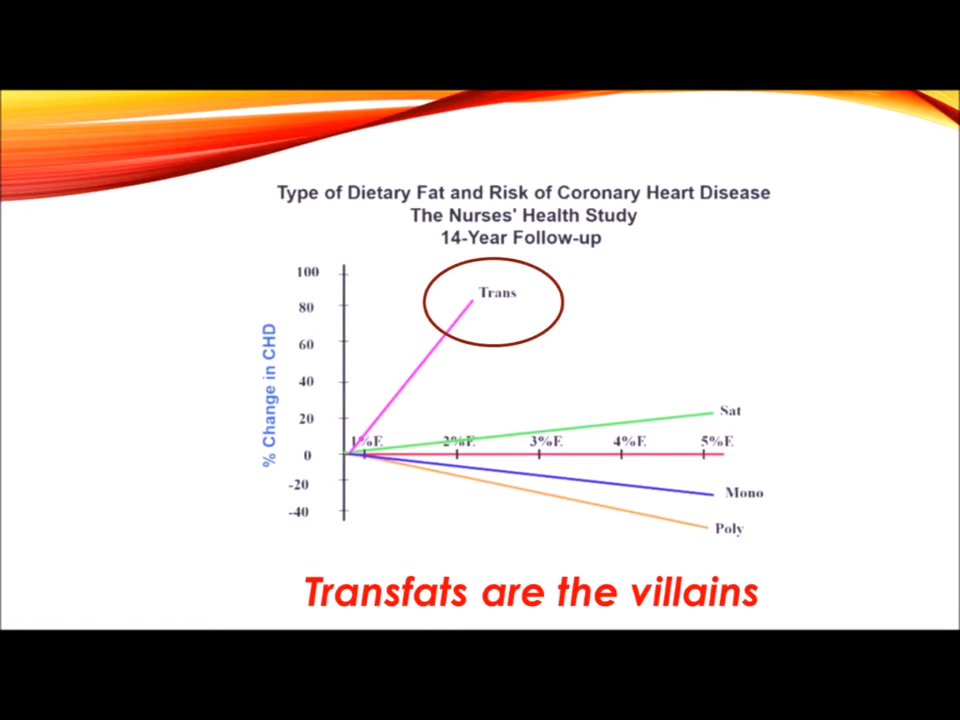 Type of Dietary Fat and Risk of Coronary Heart Disease
The Nurses' Health Study
14-Year Follow-up
% Change in CHD
100
80
60
40
20
0
-20
-40
1%E 2%E 3%E 4%E 5%E
Trans
Sat
Mono
Poly
Transfats are the villains